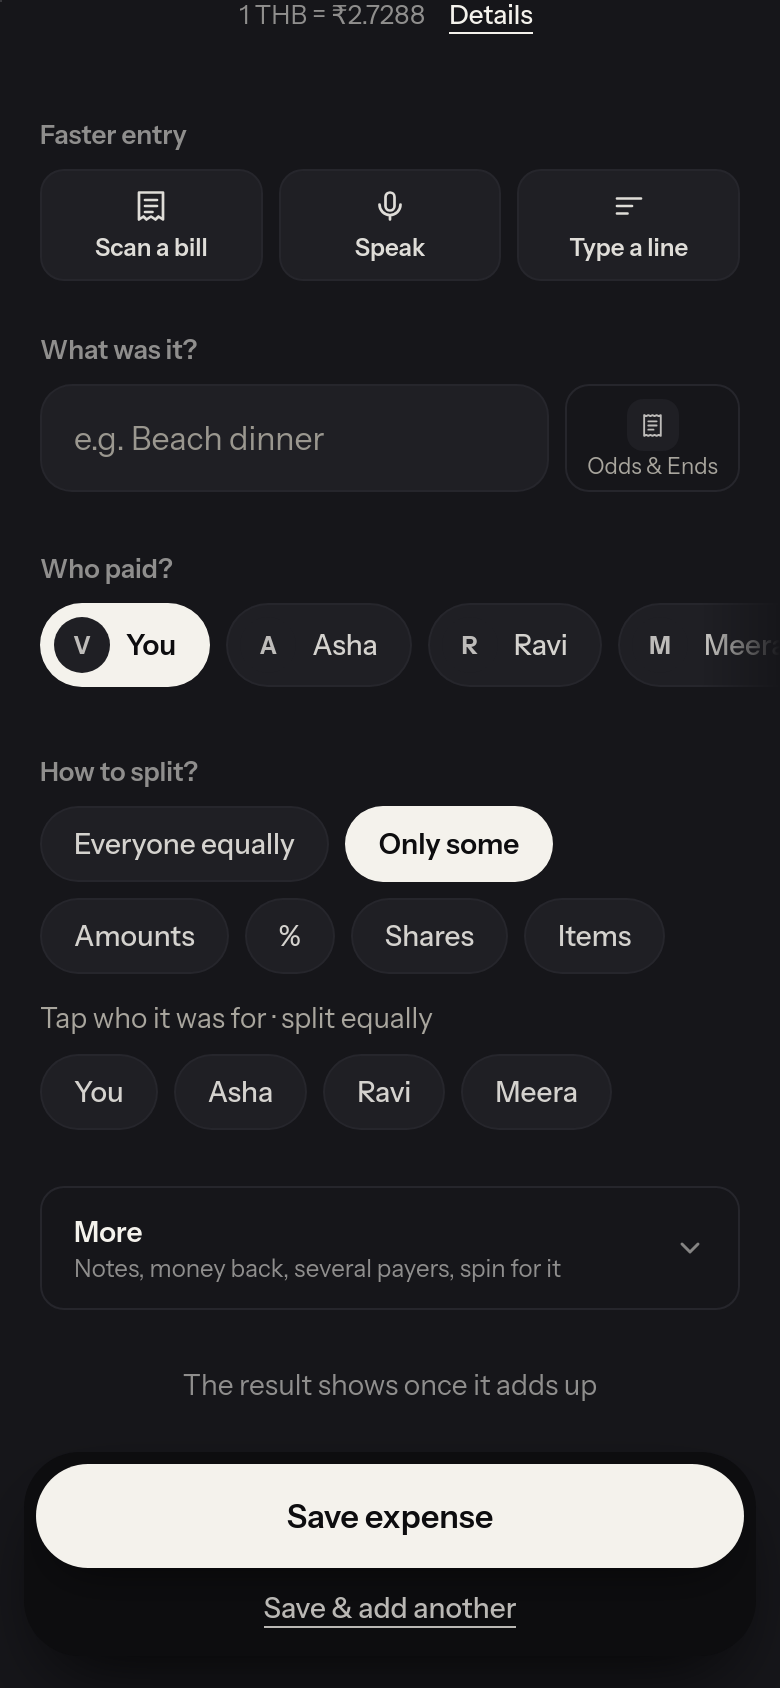 1 THB = ₹2.7288 Details
Faster entry
Scan a bill Speak Type a line
What was it?
e.g. Beach dinner
Odds & Ends
Who paid?
V You A Asha R Ravi M Meera
How to split?
Everyone equally Only some
Amounts % Shares Items
Tap who it was for · split equally
You Asha Ravi Meera
More
Notes, money back, several payers, spin for it
The result shows once it adds up
Save expense
Save & add another